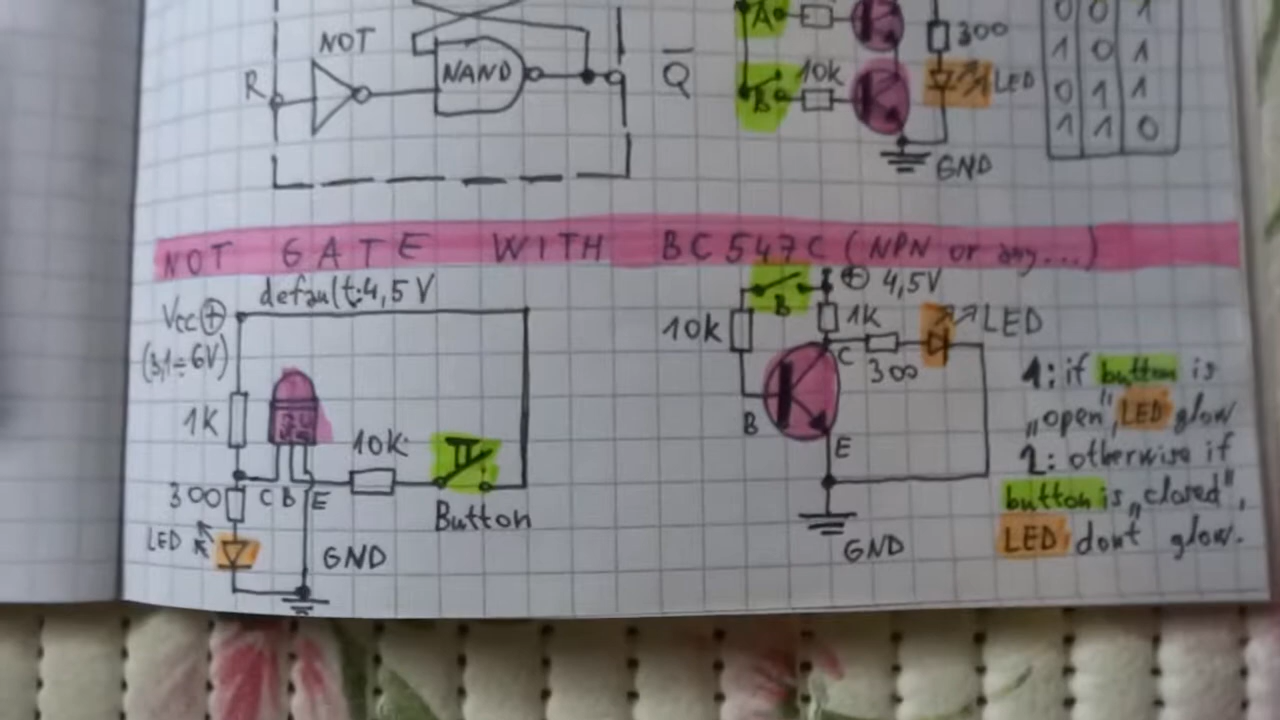 NOT
R
NAND
Q
A
B
10k
300
LED
GND
0 0 1
1 0 1
0 1 1
1 1 0
NOT GATE WITH BC547C (NPN or any...)
default:4,5V
Vcc +
(3,1÷6V)
1K
10k
300
C B E
LED
GND
Button
B
+ 4,5V
10k
1K
LED
C
300
B
E
GND
1: if button is
„open", LED glow
2: otherwise if
button is „closed",
LED dont glow.